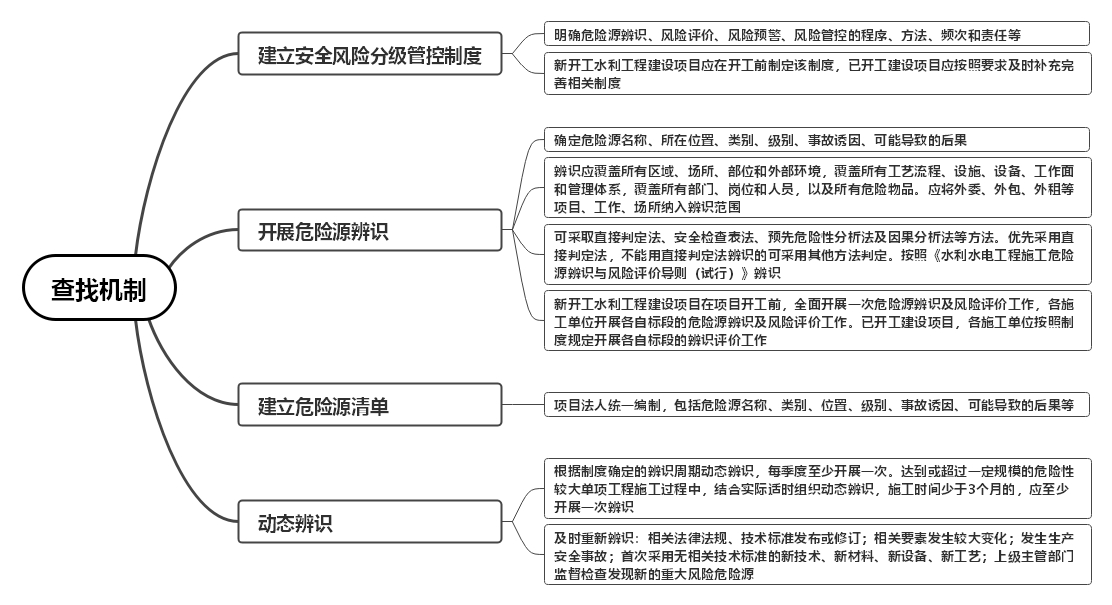 查找机制
建立安全风险分级管控制度
明确危险源辨识、风险评价、风险预警、风险管控的程序、方法、频次和责任等
新开工水利工程建设项目应在开工前制定该制度，已开工建设项目应按照要求及时补充完
善相关制度
开展危险源辨识
确定危险源名称、所在位置、类别、级别、事故诱因、可能导致的后果
辨识应覆盖所有区域、场所、部位和外部环境，覆盖所有工艺流程、设施、设备、工作面
和管理体系，覆盖所有部门、岗位和人员，以及所有危险物品。应将外委、外包、外租等
项目、工作、场所纳入辨识范围
可采取直接判定法、安全检查表法、预先危险性分析法及因果分析法等方法。优先采用直
接判定法，不能用直接判定法辨识的可采用其他方法判定。按照《水利水电工程施工危险
源辨识与风险评价导则（试行）》辨识
新开工水利工程建设项目在项目开工前，全面开展一次危险源辨识及风险评价工作，各施
工单位开展各自标段的危险源辨识及风险评价工作。已开工建设项目，各施工单位按照制
度规定开展各自标段的辨识评价工作
建立危险源清单
项目法人统一编制，包括危险源名称、类别、位置、级别、事故诱因、可能导致的后果等
动态辨识
根据制度确定的辨识周期动态辨识，每季度至少开展一次。达到或超过一定规模的危险性
较大单项工程施工过程中，结合实际适时组织动态辨识，施工时间少于3个月的，应至少
开展一次辨识
及时重新辨识：相关法律法规、技术标准发布或修订；相关要素发生较大变化；发生生产
安全事故；首次采用无相关技术标准的新技术、新材料、新设备、新工艺；上级主管部门
监督检查发现新的重大风险危险源